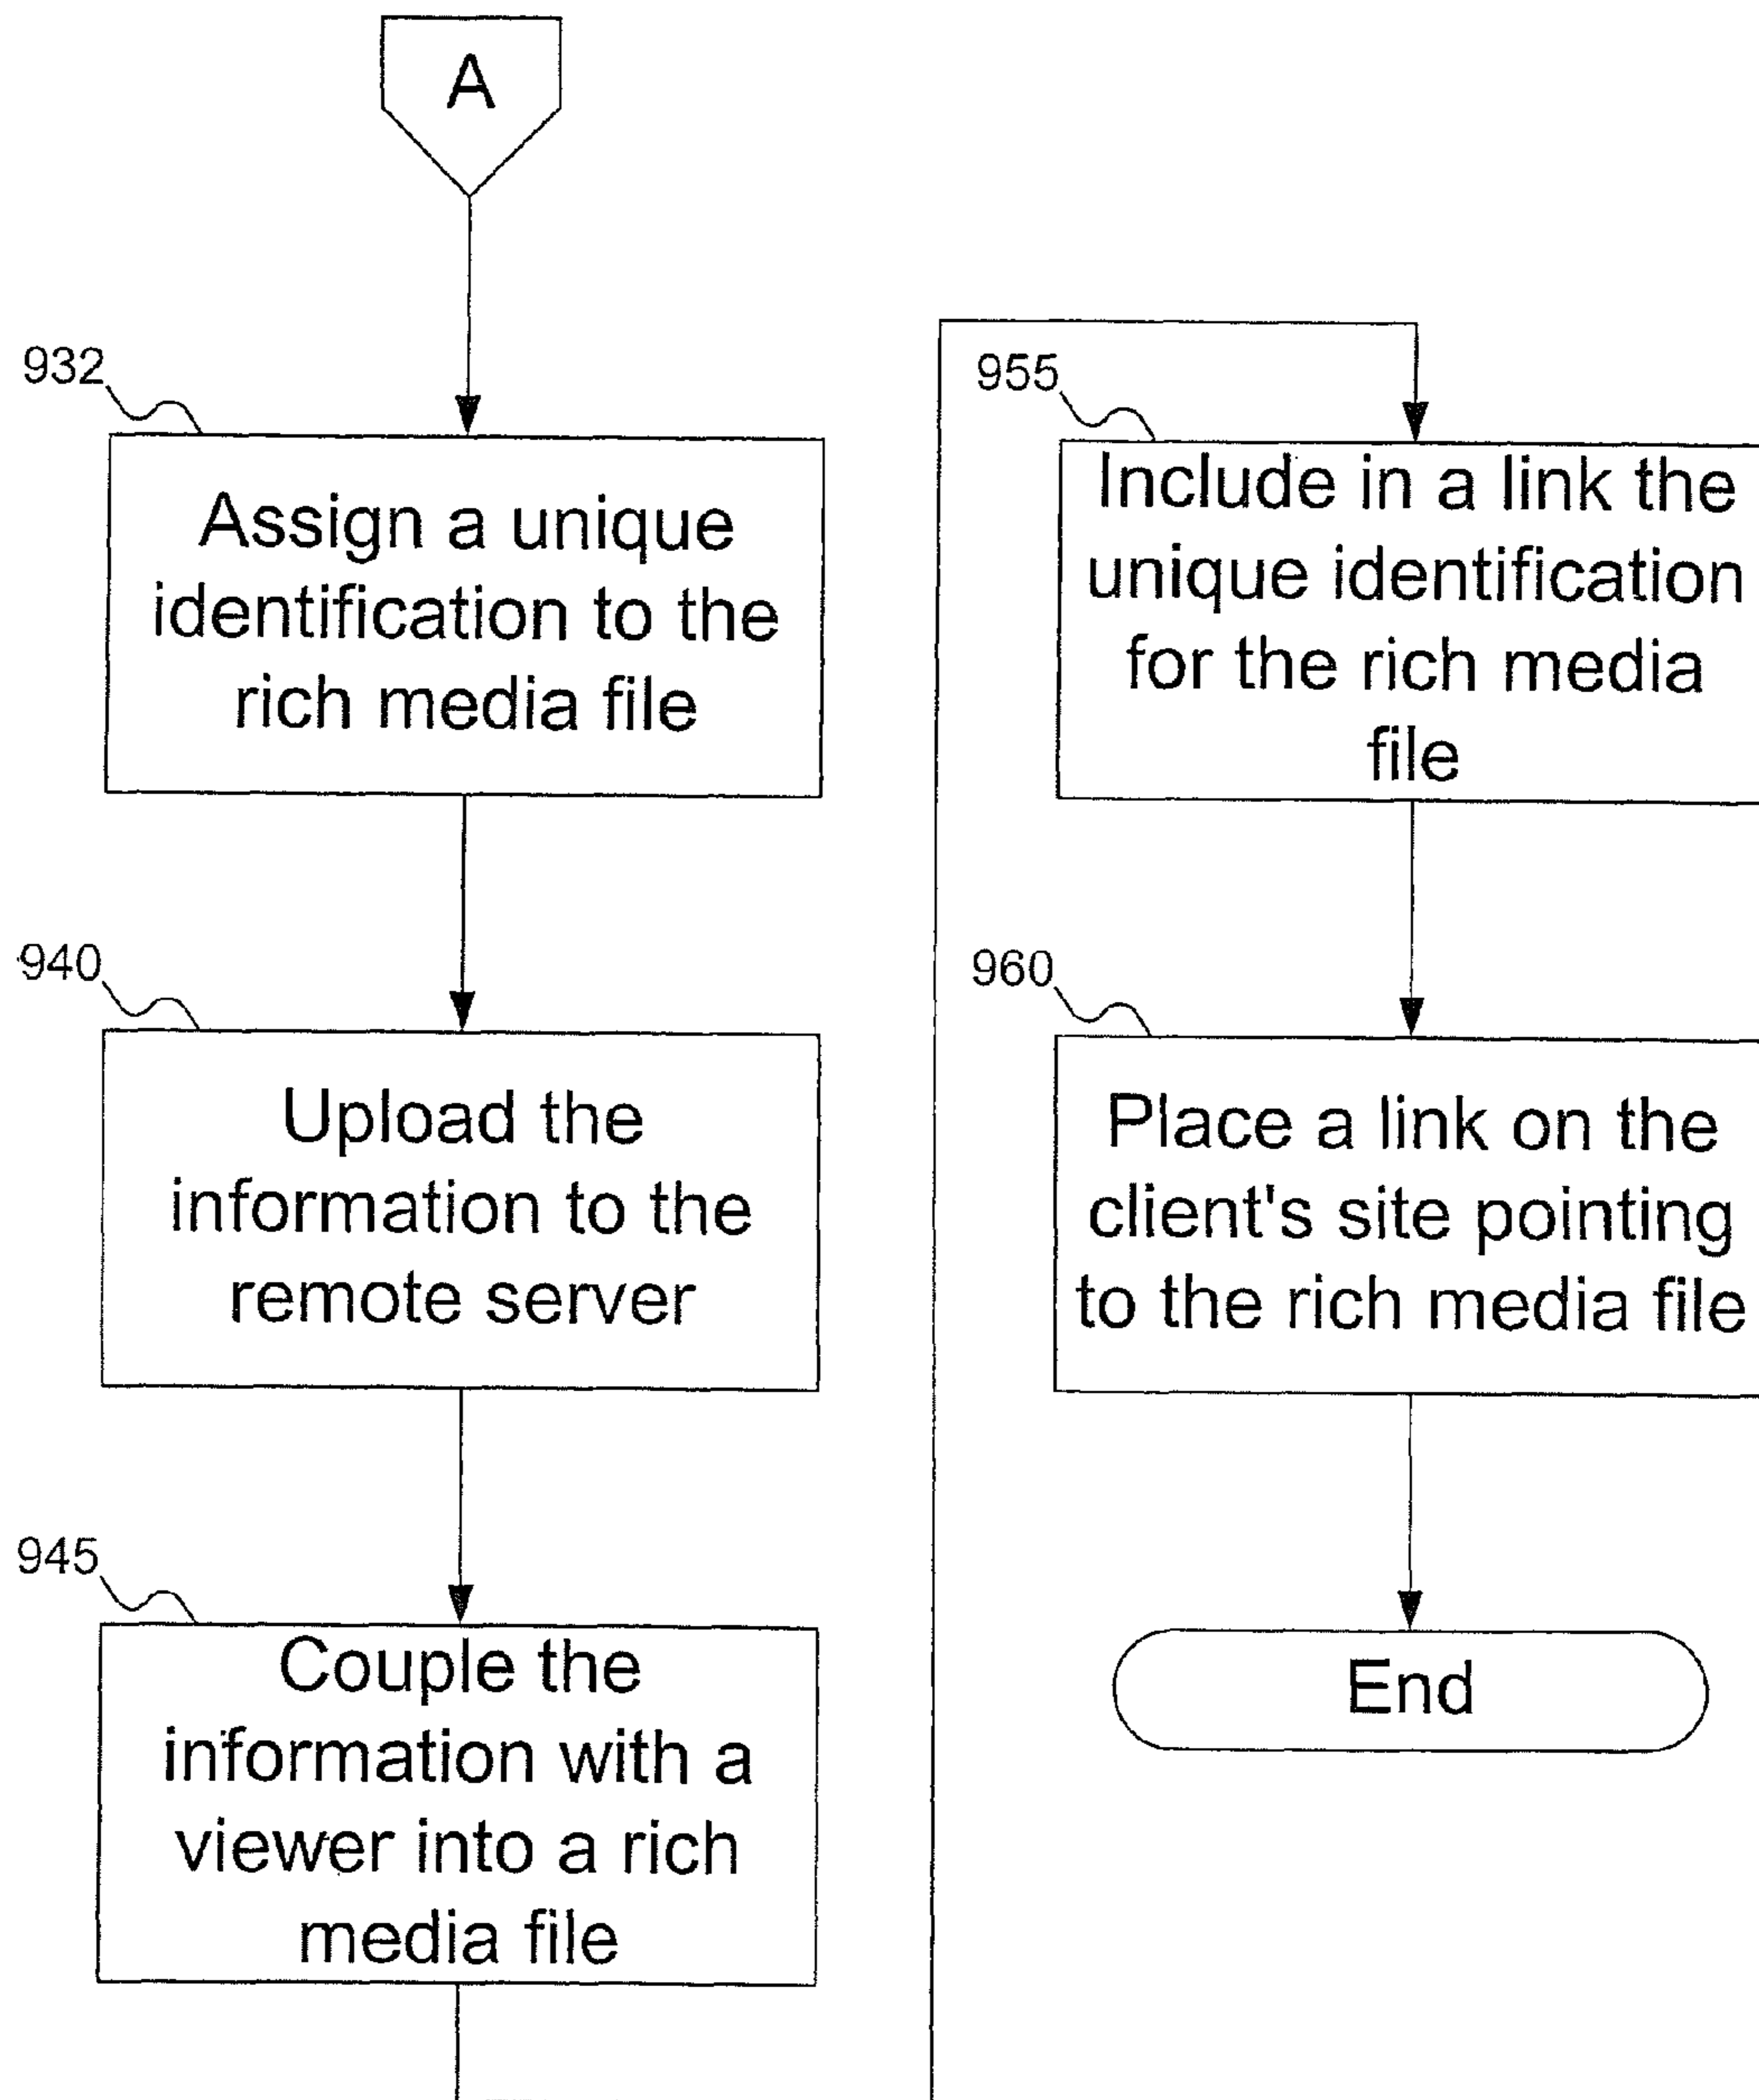 A
932
Assign a unique
identification to the
rich media file
940
Upload the
information to the
remote server
945
Couple the
information with a
viewer into a rich
media file
955
Include in a link the
unique identification
for the rich media
file
960
Place a link on the
client's site pointing
to the rich media file
End